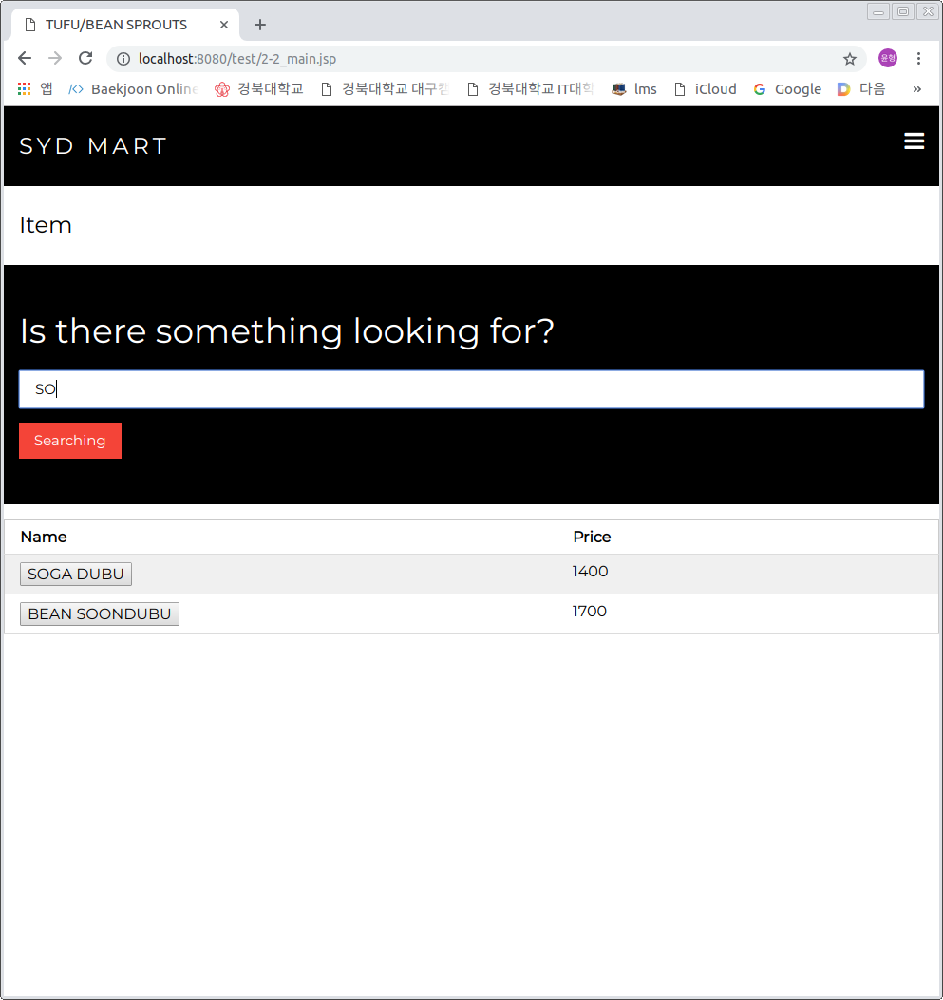 TUFU/BEAN SPROUTS
localhost:8080/test/2-2_main.jsp
윤형
앱 Baekjoon Online 경북대학교 경북대학교 대구캠 경북대학교 IT대학 lms iCloud Google 다음 »
SYD MART
Item
Is there something looking for?
SO
Searching
Name Price
SOGA DUBU 1400
BEAN SOONDUBU 1700